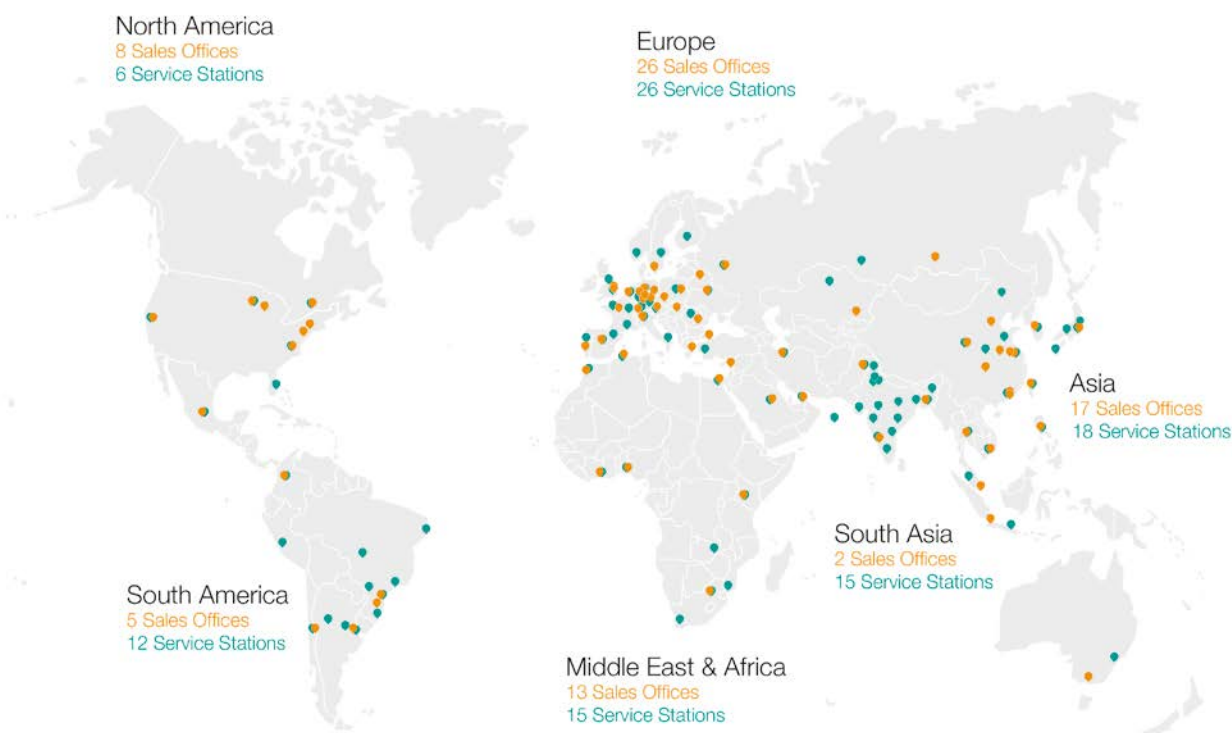 North America
8 Sales Offices
6 Service Stations
Europe
26 Sales Offices
26 Service Stations
Asia
17 Sales Offices
18 Service Stations
South Asia
2 Sales Offices
15 Service Stations
South America
5 Sales Offices
12 Service Stations
Middle East & Africa
13 Sales Offices
15 Service Stations